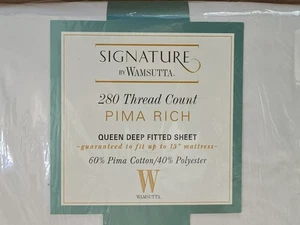 SIGNATURE
BY WAMSUTTA.
280 Thread Count
PIMA RICH
QUEEN DEEP FITTED SHEET
~guaranteed to fit up to 15" mattress~
60% Pima Cotton/40% Polyester
W
WAMSUTTA.